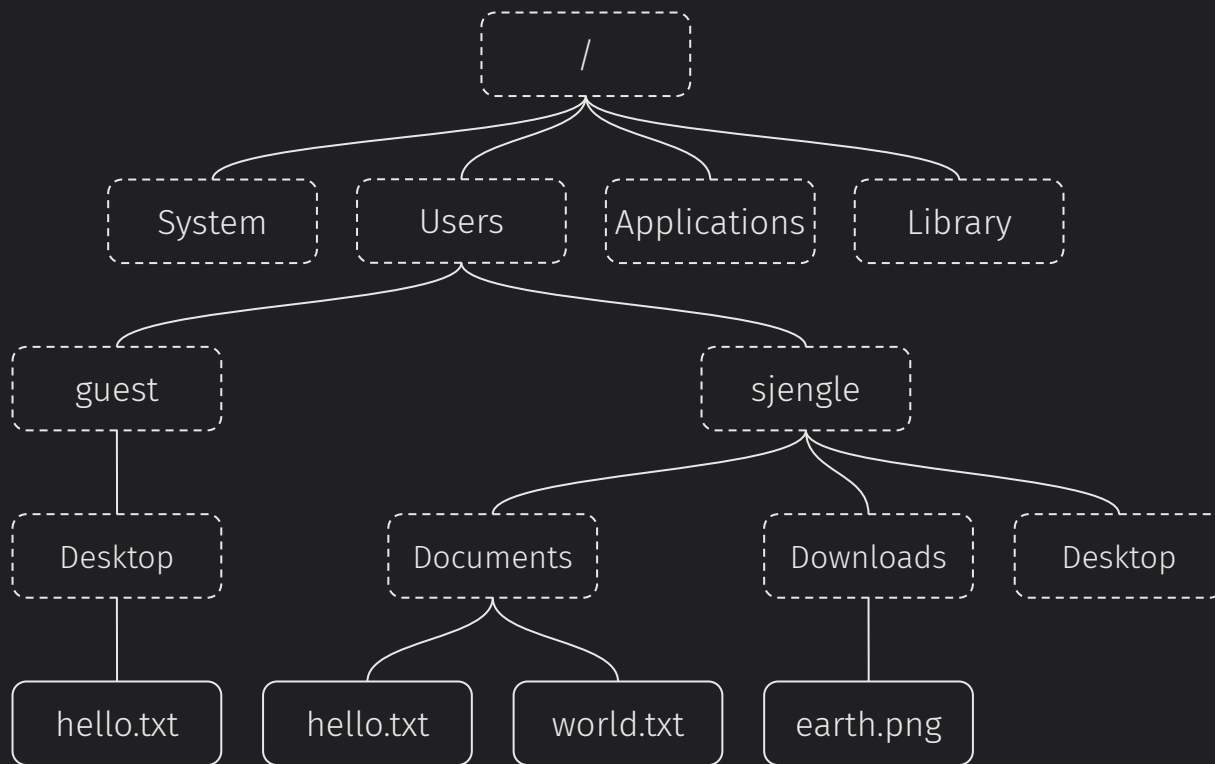 /
System
Users
Applications
Library
guest
sjengle
Desktop
Documents
Downloads
Desktop
hello.txt
hello.txt
world.txt
earth.png